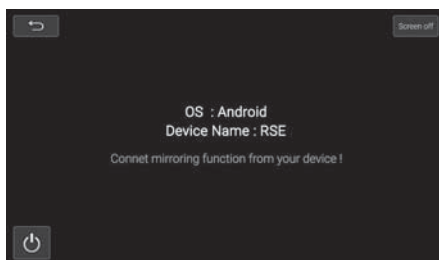 Screen off
OS : Android
Device Name : RSE
Connet mirroring function from your device !